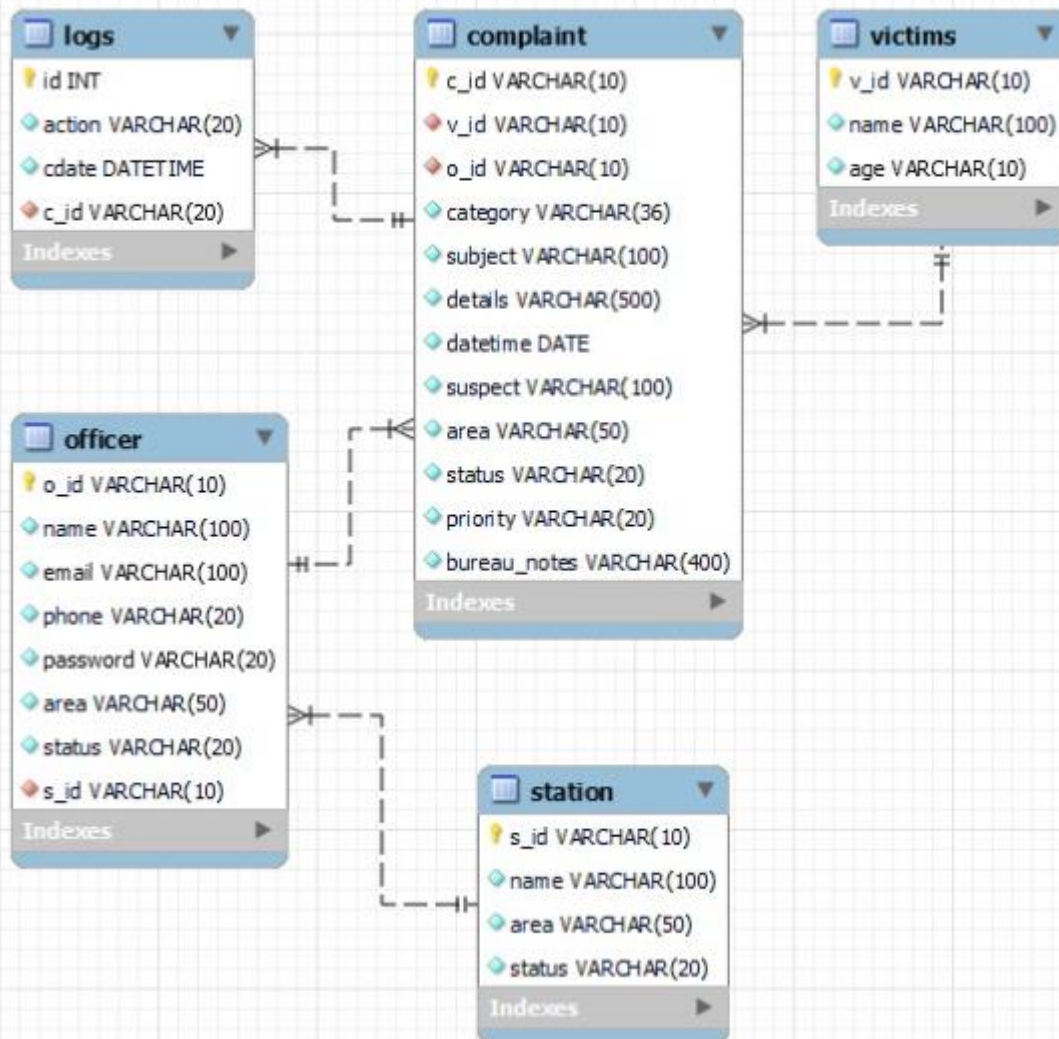 logs
id INT
action VARCHAR(20)
cdate DATETIME
c_id VARCHAR(20)
Indexes
complaint
c_id VARCHAR(10)
v_id VARCHAR(10)
o_id VARCHAR(10)
category VARCHAR(36)
subject VARCHAR(100)
details VARCHAR(500)
datetime DATE
suspect VARCHAR(100)
area VARCHAR(50)
status VARCHAR(20)
priority VARCHAR(20)
bureau_notes VARCHAR(400)
Indexes
victims
v_id VARCHAR(10)
name VARCHAR(100)
age VARCHAR(10)
Indexes
officer
o_id VARCHAR(10)
name VARCHAR(100)
email VARCHAR(100)
phone VARCHAR(20)
password VARCHAR(20)
area VARCHAR(50)
status VARCHAR(20)
s_id VARCHAR(10)
Indexes
station
s_id VARCHAR(10)
name VARCHAR(100)
area VARCHAR(50)
status VARCHAR(20)
Indexes